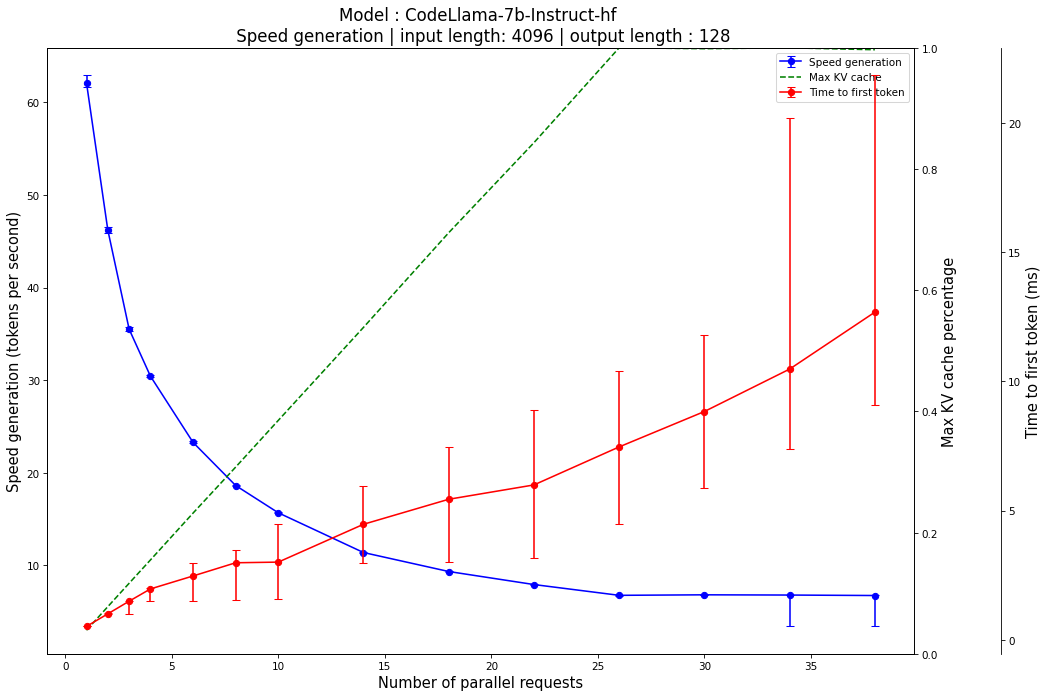 Model : CodeLlama-7b-Instruct-hf
Speed generation | input length: 4096 | output length : 128
Speed generation
Max KV cache
Time to first token
Speed generation (tokens per second)
60
50
40
30
20
10
1.0
0.8
0.6
0.4
0.2
0.0
Max KV cache percentage
20
15
10
5
0
Time to first token (ms)
0 5 10 15 20 25 30 35
Number of parallel requests